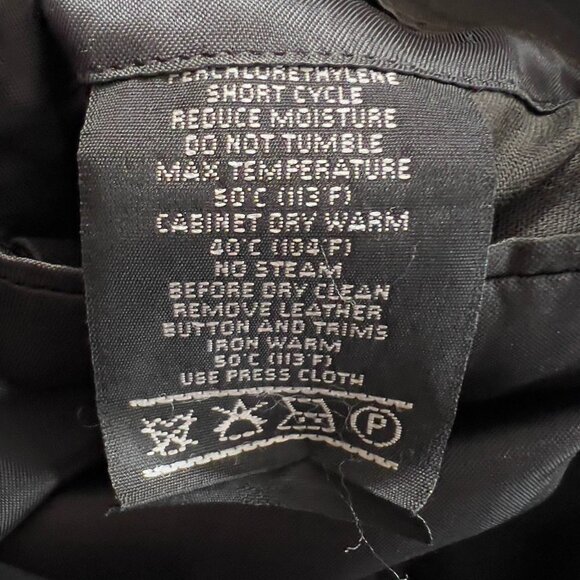 PERCHLORETHYLENE
SHORT CYCLE
REDUCE MOISTURE
DO NOT TUMBLE
MAX TEMPERATURE
50°C (113°F)
CABINET DRY WARM
40°C (104°F)
NO STEAM
BEFORE DRY CLEAN
REMOVE LEATHER
BUTTON AND TRIMS
IRON WARM
50°C (113°F)
USE PRESS CLOTH
A P